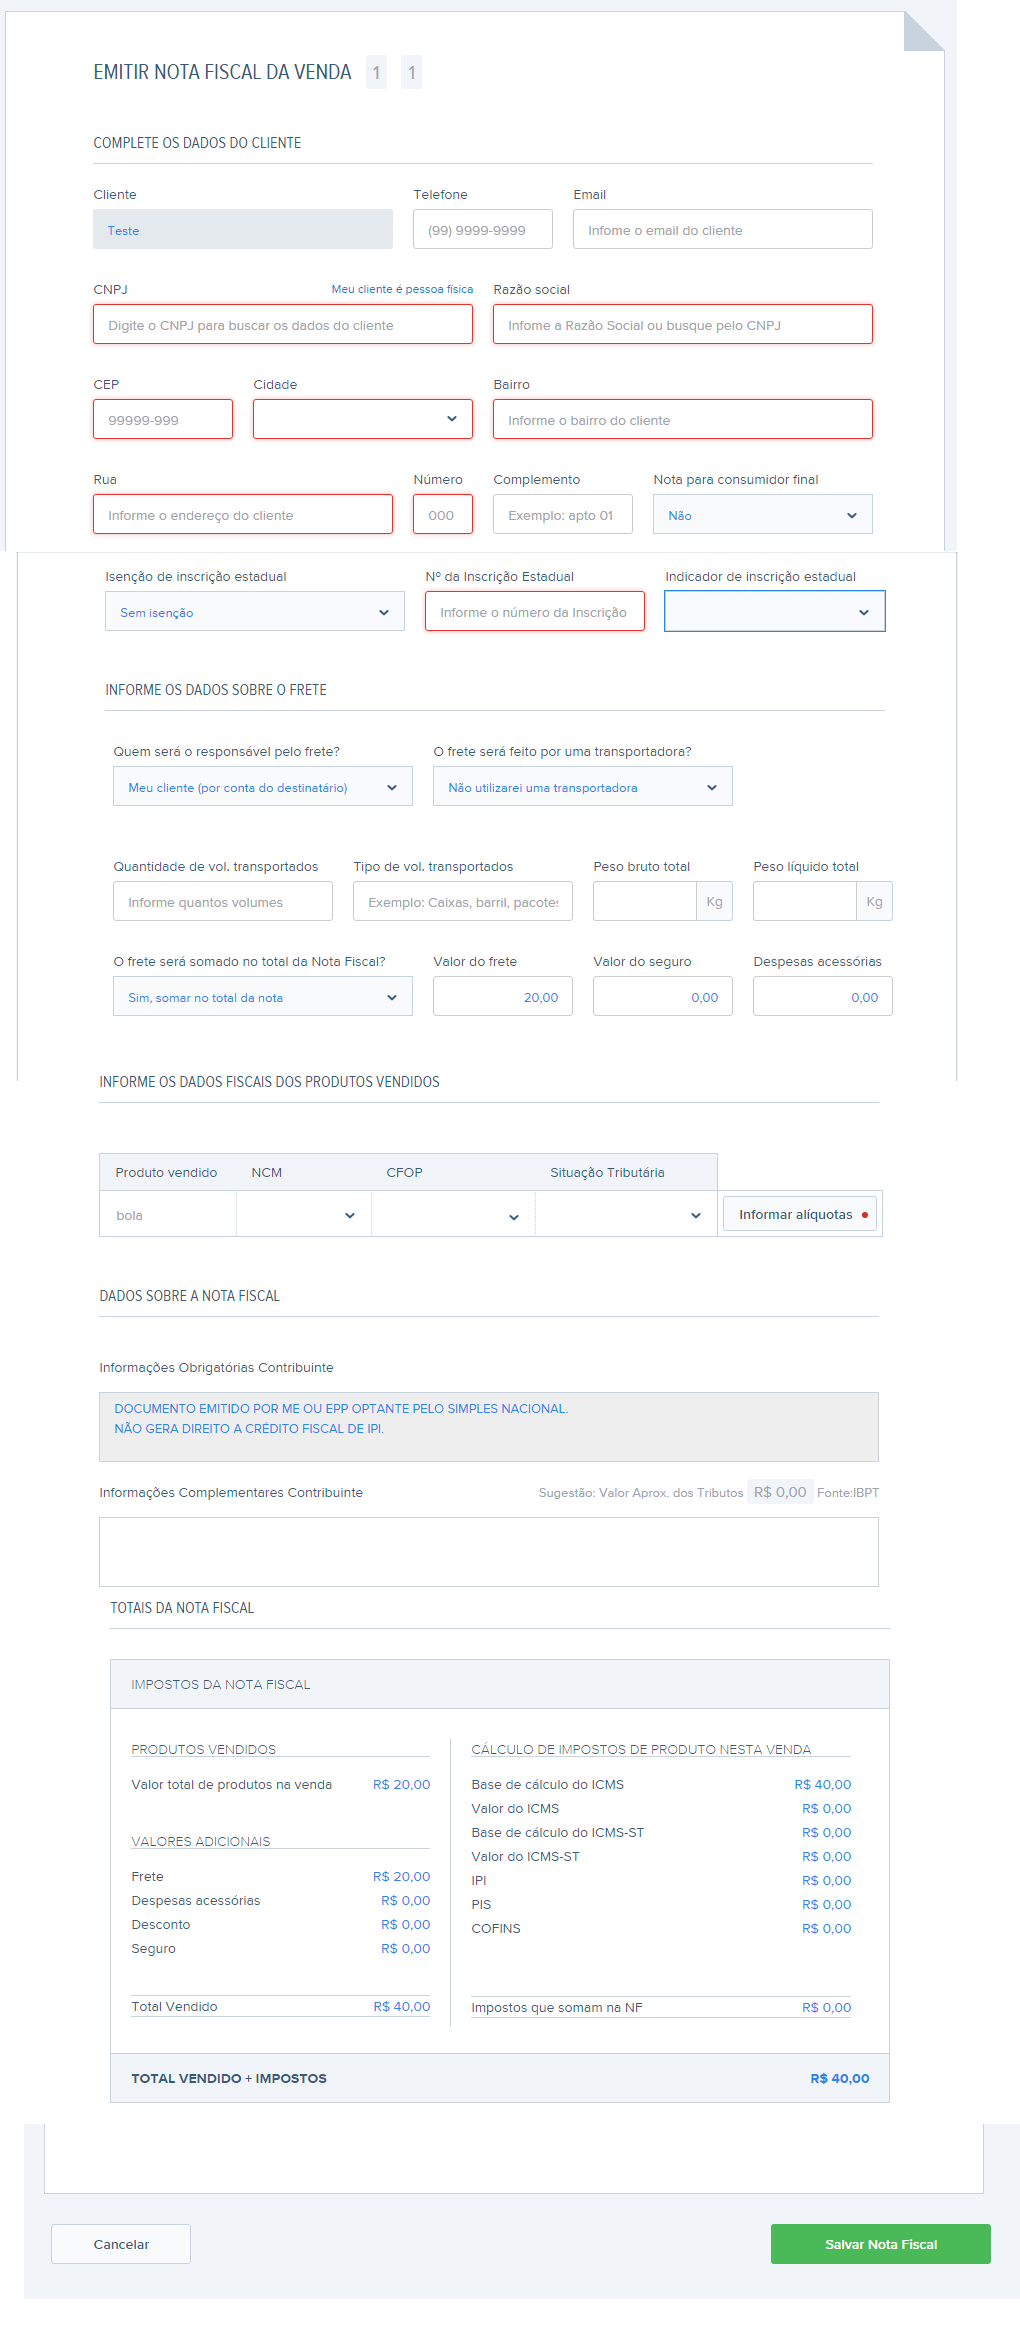 EMITIR NOTA FISCAL DA VENDA 1 1
COMPLETE OS DADOS DO CLIENTE
Cliente Telefone Email
Teste (99) 9999-9999 Infome o email do cliente
CNPJ Meu cliente é pessoa física Razão social
Digite o CNPJ para buscar os dados do cliente Infome a Razão Social ou busque pelo CNPJ
CEP Cidade Bairro
99999-999 Informe o bairro do cliente
Rua Número Complemento Nota para consumidor final
Informe o endereço do cliente 000 Exemplo: apto 01 Não
Isenção de inscrição estadual Nº da Inscrição Estadual Indicador de inscrição estadual
Sem isenção Informe o número da Inscrição
INFORME OS DADOS SOBRE O FRETE
Quem será o responsável pelo frete? O frete será feito por uma transportadora?
Meu cliente (por conta do destinatário) Não utilizarei uma transportadora
Quantidade de vol. transportados Tipo de vol. transportados Peso bruto total Peso líquido total
Informe quantos volumes Exemplo: Caixas, barril, pacotes Kg Kg
O frete será somado no total da Nota Fiscal? Valor do frete Valor do seguro Despesas acessórias
Sim, somar no total da nota 20,00 0,00 0,00
INFORME OS DADOS FISCAIS DOS PRODUTOS VENDIDOS
Produto vendido NCM CFOP Situação Tributária
bola Informar alíquotas
DADOS SOBRE A NOTA FISCAL
Informações Obrigatórias Contribuinte
DOCUMENTO EMITIDO POR ME OU EPP OPTANTE PELO SIMPLES NACIONAL.
NÃO GERA DIREITO A CRÉDITO FISCAL DE IPI.
Informações Complementares Contribuinte Sugestão: Valor Aprox. dos Tributos R$ 0,00 Fonte:IBPT
TOTAIS DA NOTA FISCAL
IMPOSTOS DA NOTA FISCAL
PRODUTOS VENDIDOS
Valor total de produtos na venda R$ 20,00
VALORES ADICIONAIS
Frete R$ 20,00
Despesas acessórias R$ 0,00
Desconto R$ 0,00
Seguro R$ 0,00
Total Vendido R$ 40,00
CÁLCULO DE IMPOSTOS DE PRODUTO NESTA VENDA
Base de cálculo do ICMS R$ 40,00
Valor do ICMS R$ 0,00
Base de cálculo do ICMS-ST R$ 0,00
Valor do ICMS-ST R$ 0,00
IPI R$ 0,00
PIS R$ 0,00
COFINS R$ 0,00
Impostos que somam na NF R$ 0,00
TOTAL VENDIDO + IMPOSTOS R$ 40,00
Cancelar Salvar Nota Fiscal